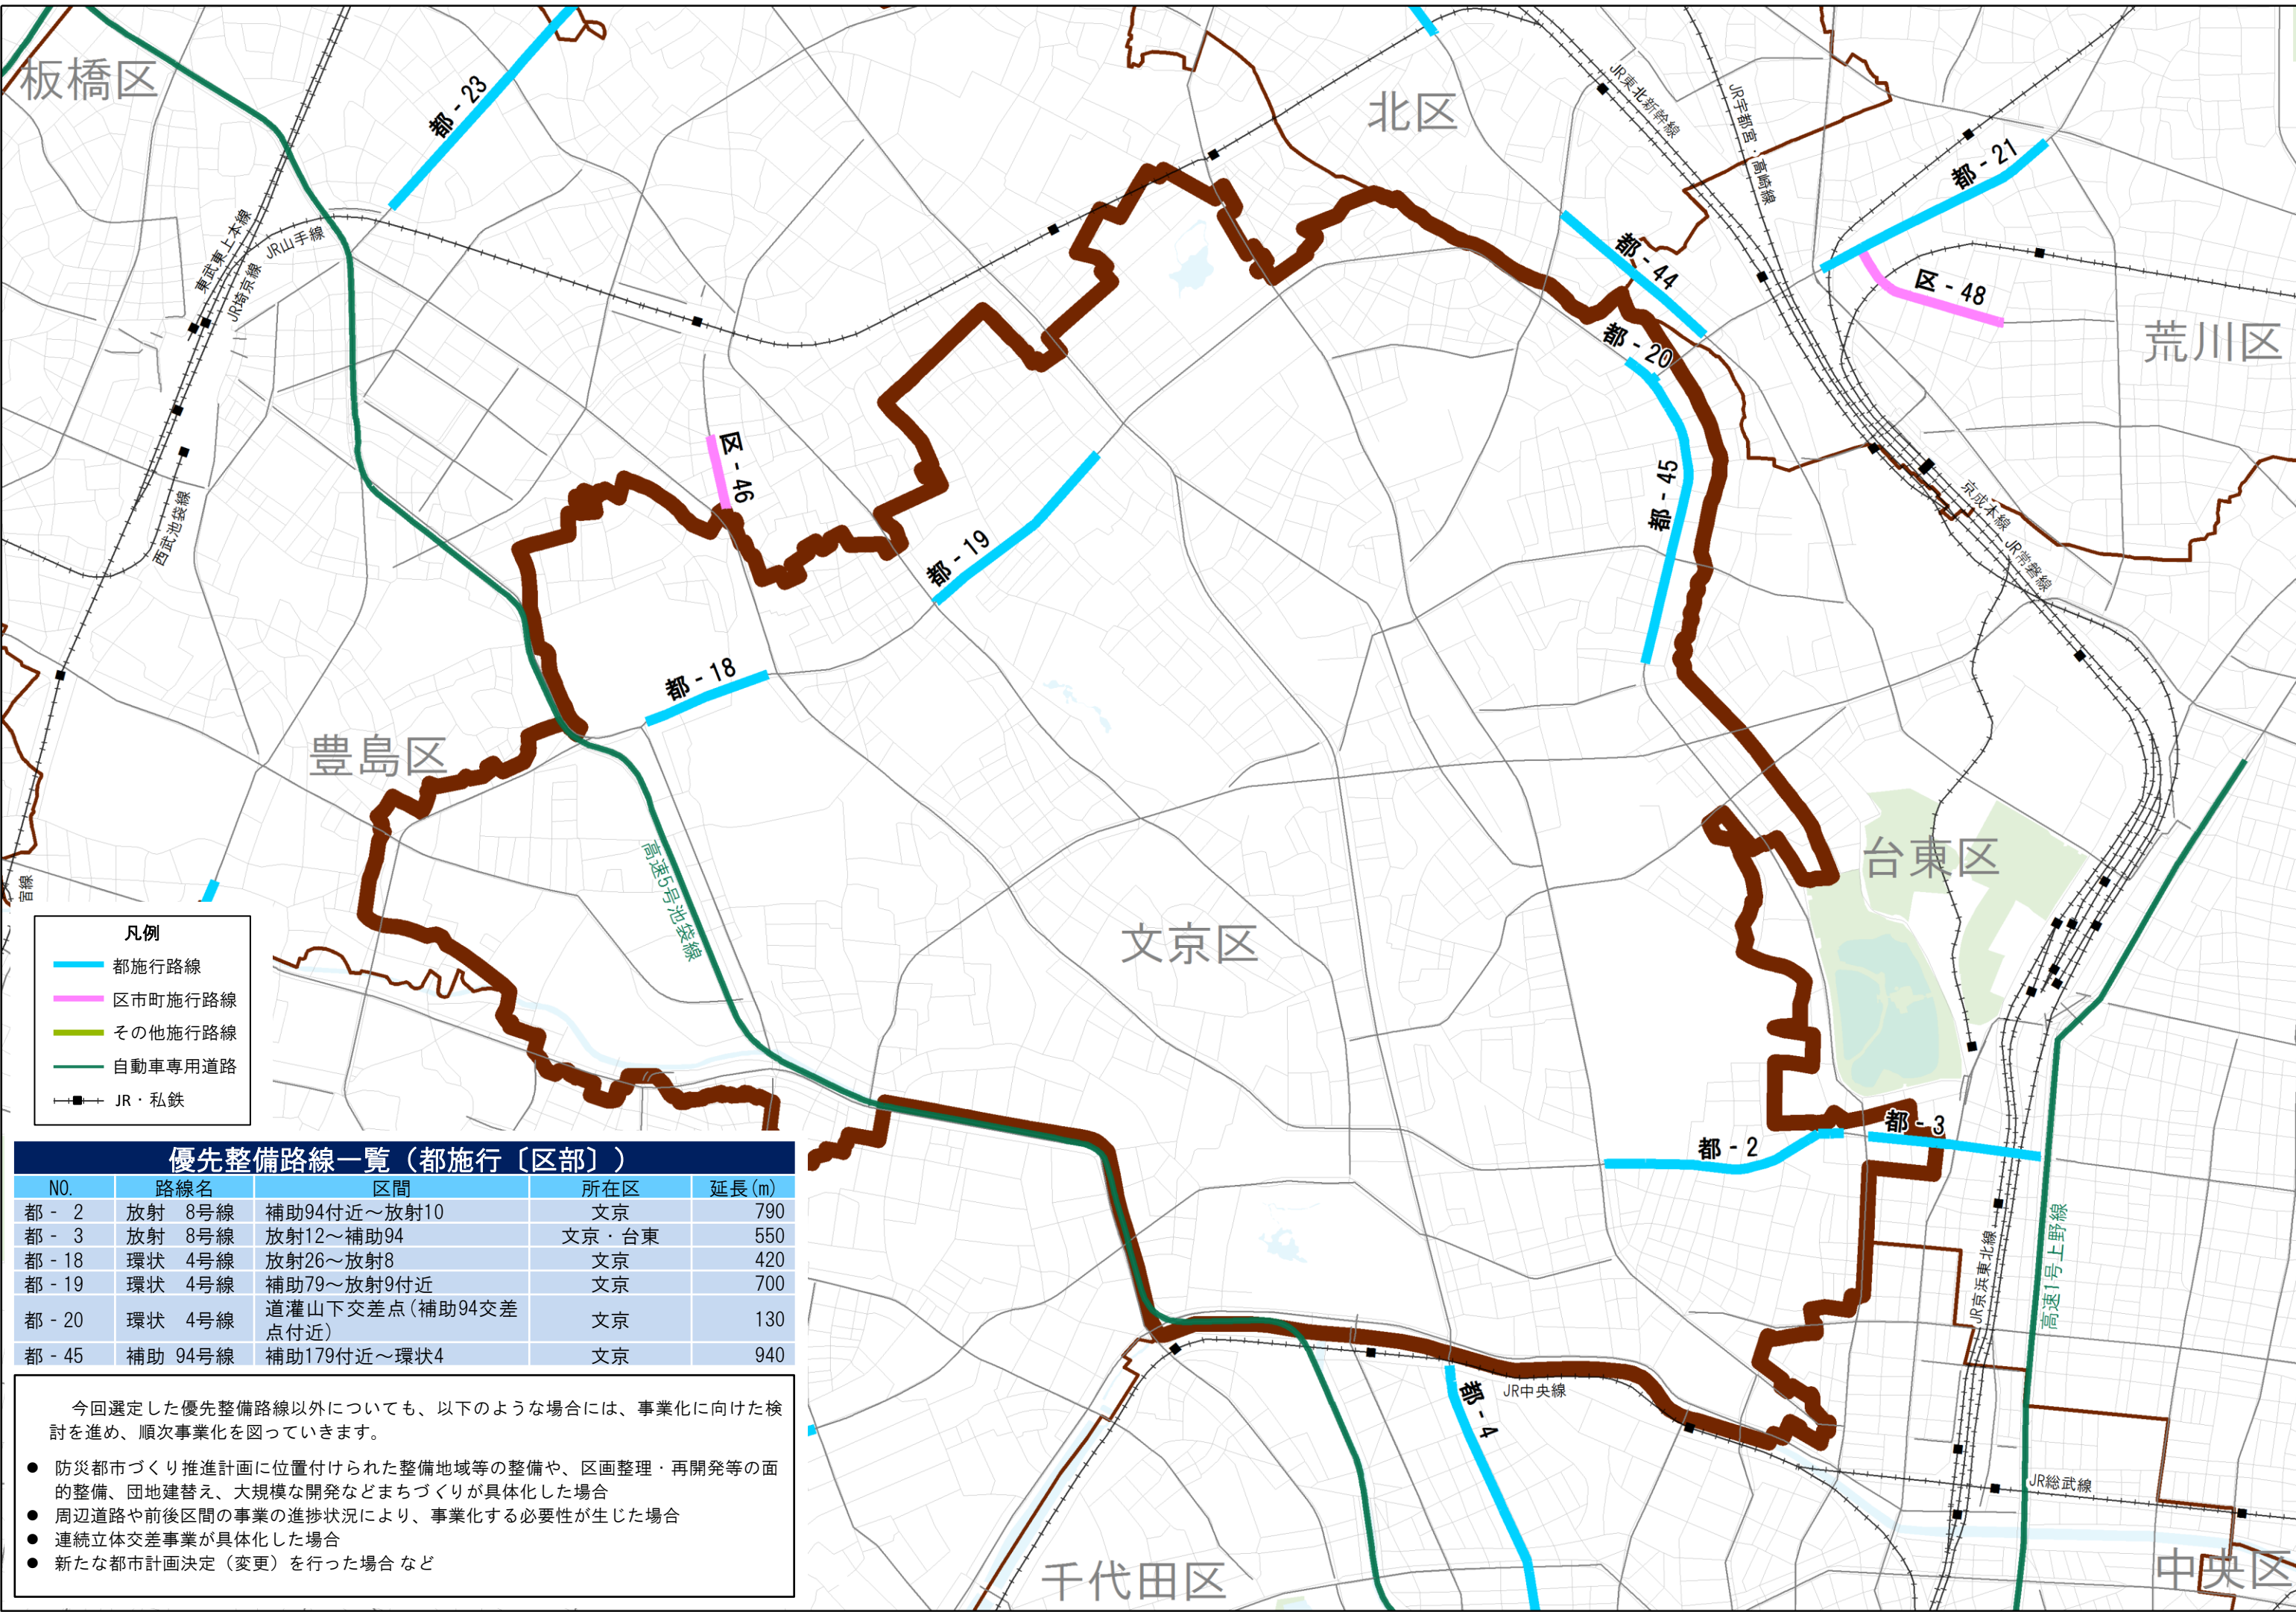 板橋区
都 - 23
北区
JR東北新幹線
JR宇都宮・高崎線
都 - 21
都 - 44
区 - 48
荒川区
東武東上本線
JR埼京線
JR山手線
都 - 20
区 - 46
都 - 19
都 - 45
西武池袋線
京成本線
JR常磐線
都 - 18
豊島区
高速5号池袋線
台東区
文京区
宿線
都 - 2
都 - 3
JR京浜東北線
高速1号上野線
都 - 4
JR中央線
JR総武線
千代田区
中央区
凡例
都施行路線
区市町施行路線
その他施行路線
自動車専用道路
JR・私鉄
優先整備路線一覧（都施行〔区部〕）
NO. 路線名 区間 所在区 延長(m)
都 - 2 放射 8号線 補助94付近～放射10 文京 790
都 - 3 放射 8号線 放射12～補助94 文京・台東 550
都 - 18 環状 4号線 放射26～放射8 文京 420
都 - 19 環状 4号線 補助79～放射9付近 文京 700
都 - 20 環状 4号線 道灌山下交差点(補助94交差
点付近) 文京 130
都 - 45 補助 94号線 補助179付近～環状4 文京 940
今回選定した優先整備路線以外についても、以下のような場合には、事業化に向けた検
討を進め、順次事業化を図っていきます。
● 防災都市づくり推進計画に位置付けられた整備地域等の整備や、区画整理・再開発等の面
的整備、団地建替え、大規模な開発などまちづくりが具体化した場合
● 周辺道路や前後区間の事業の進捗状況により、事業化する必要性が生じた場合
● 連続立体交差事業が具体化した場合
● 新たな都市計画決定（変更）を行った場合 など